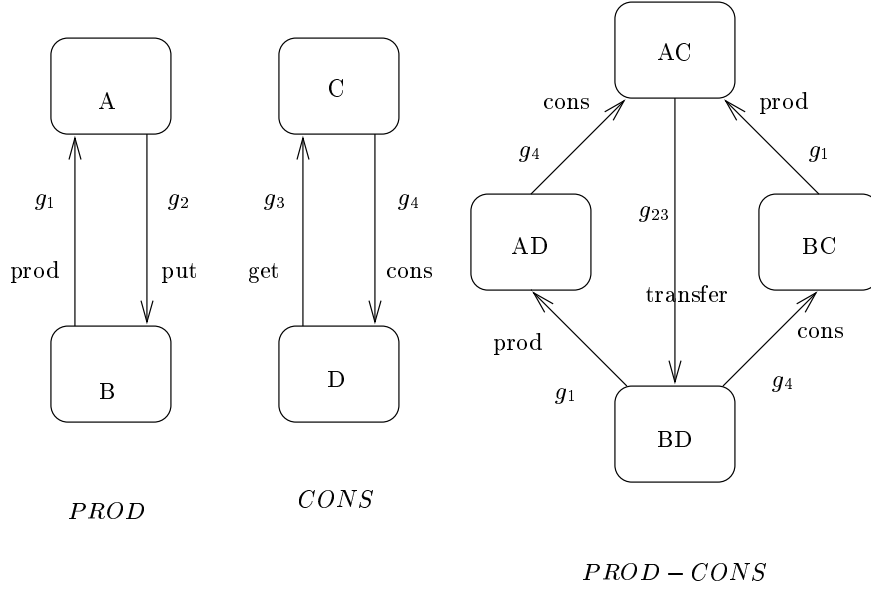 A
B
g₁
g₂
prod
put
PROD
C
D
g₃
g₄
get
cons
CONS
AC
cons
prod
g₄
g₁
g₂₃
AD
BC
transfer
prod
cons
g₁
g₄
BD
PROD − CONS